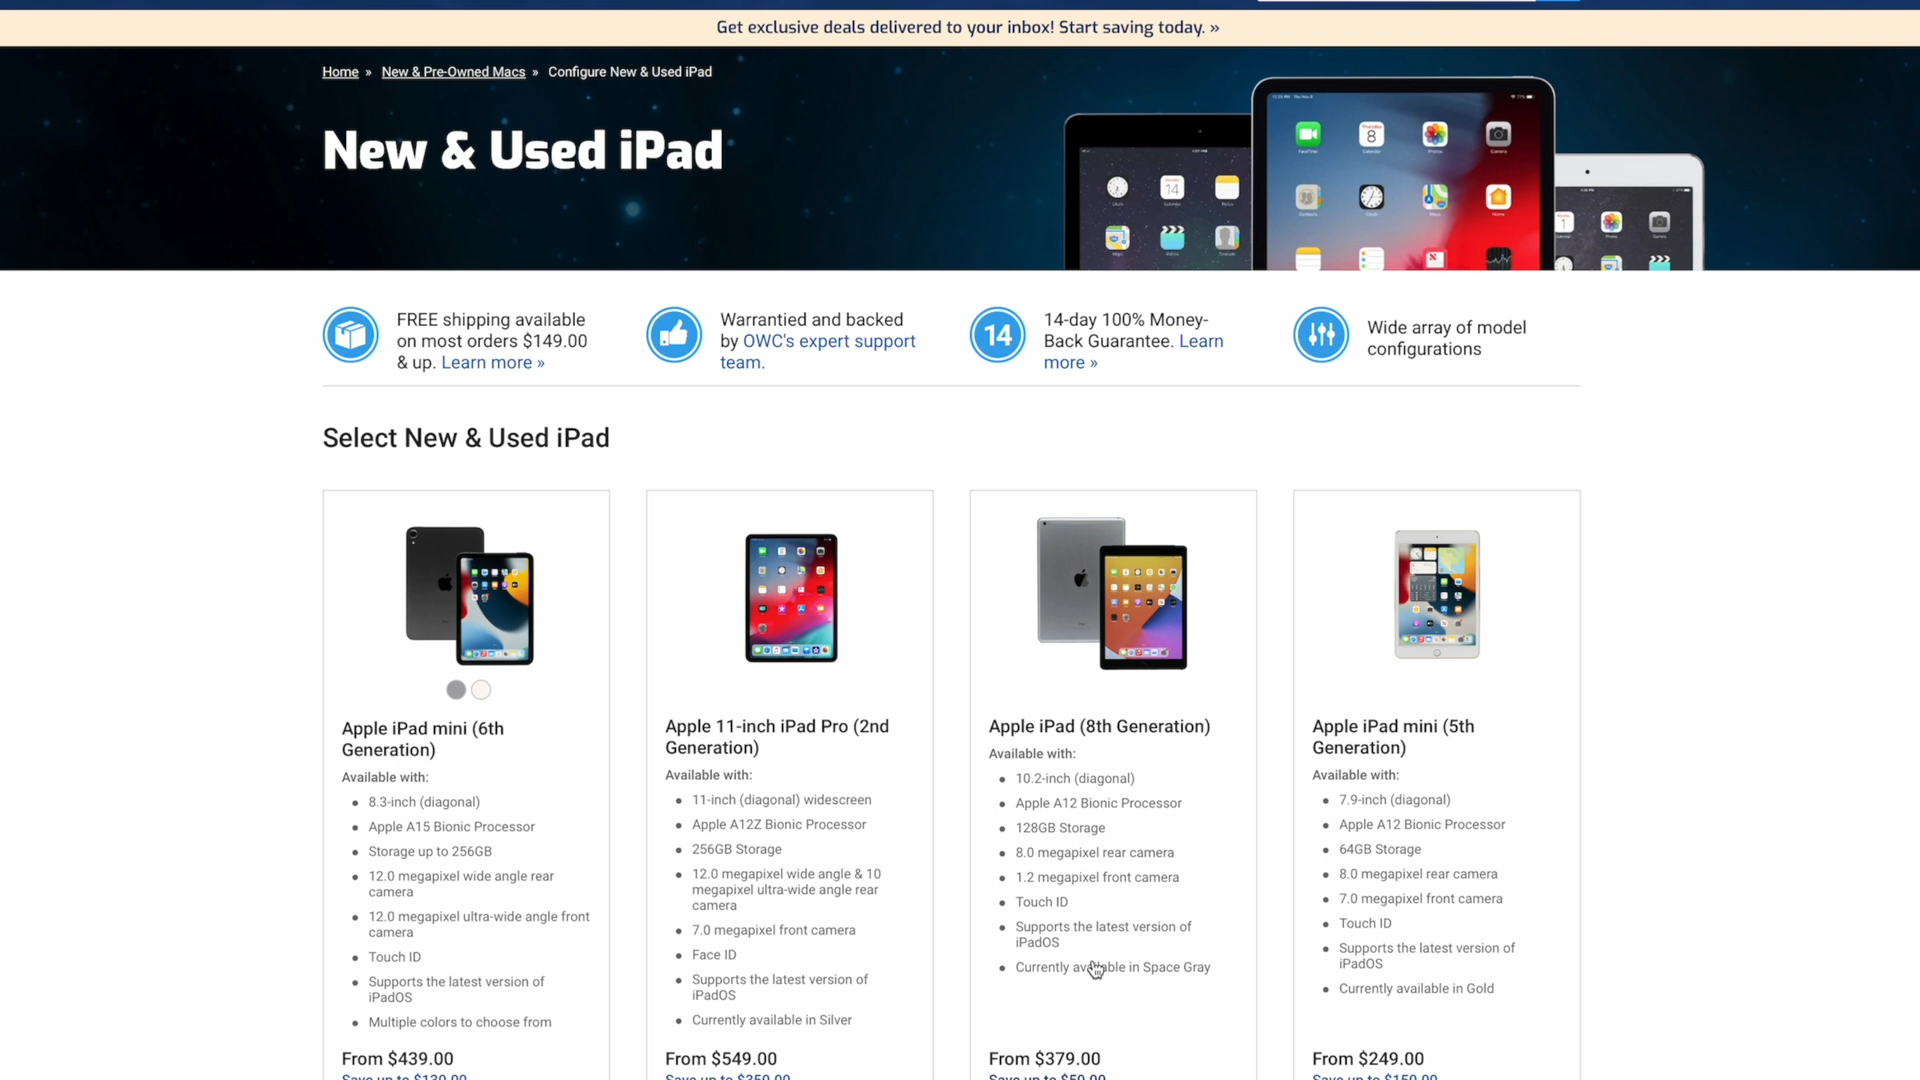 Get exclusive deals delivered to your inbox! Start saving today. »
Home » New & Pre-Owned Macs » Configure New & Used iPad
New & Used iPad
FREE shipping available
on most orders $149.00
& up. Learn more »
Warrantied and backed
by OWC's expert support
team.
14
14-day 100% Money-
Back Guarantee. Learn
more »
Wide array of model
configurations
Select New & Used iPad
Apple iPad mini (6th
Generation)
Available with:
• 8.3-inch (diagonal)
• Apple A15 Bionic Processor
• Storage up to 256GB
• 12.0 megapixel wide angle rear
camera
• 12.0 megapixel ultra-wide angle front
camera
• Touch ID
• Supports the latest version of
iPadOS
• Multiple colors to choose from
From $439.00
Save up to $130.00
Apple 11-inch iPad Pro (2nd
Generation)
Available with:
• 11-inch (diagonal) widescreen
• Apple A12Z Bionic Processor
• 256GB Storage
• 12.0 megapixel wide angle & 10
megapixel ultra-wide angle rear
camera
• 7.0 megapixel front camera
• Face ID
• Supports the latest version of
iPadOS
• Currently available in Silver
From $549.00
Save up to $350.00
Apple iPad (8th Generation)
Available with:
• 10.2-inch (diagonal)
• Apple A12 Bionic Processor
• 128GB Storage
• 8.0 megapixel rear camera
• 1.2 megapixel front camera
• Touch ID
• Supports the latest version of
iPadOS
• Currently available in Space Gray
From $379.00
Save up to $50.00
Apple iPad mini (5th
Generation)
Available with:
• 7.9-inch (diagonal)
• Apple A12 Bionic Processor
• 64GB Storage
• 8.0 megapixel rear camera
• 7.0 megapixel front camera
• Touch ID
• Supports the latest version of
iPadOS
• Currently available in Gold
From $249.00
Save up to $150.00